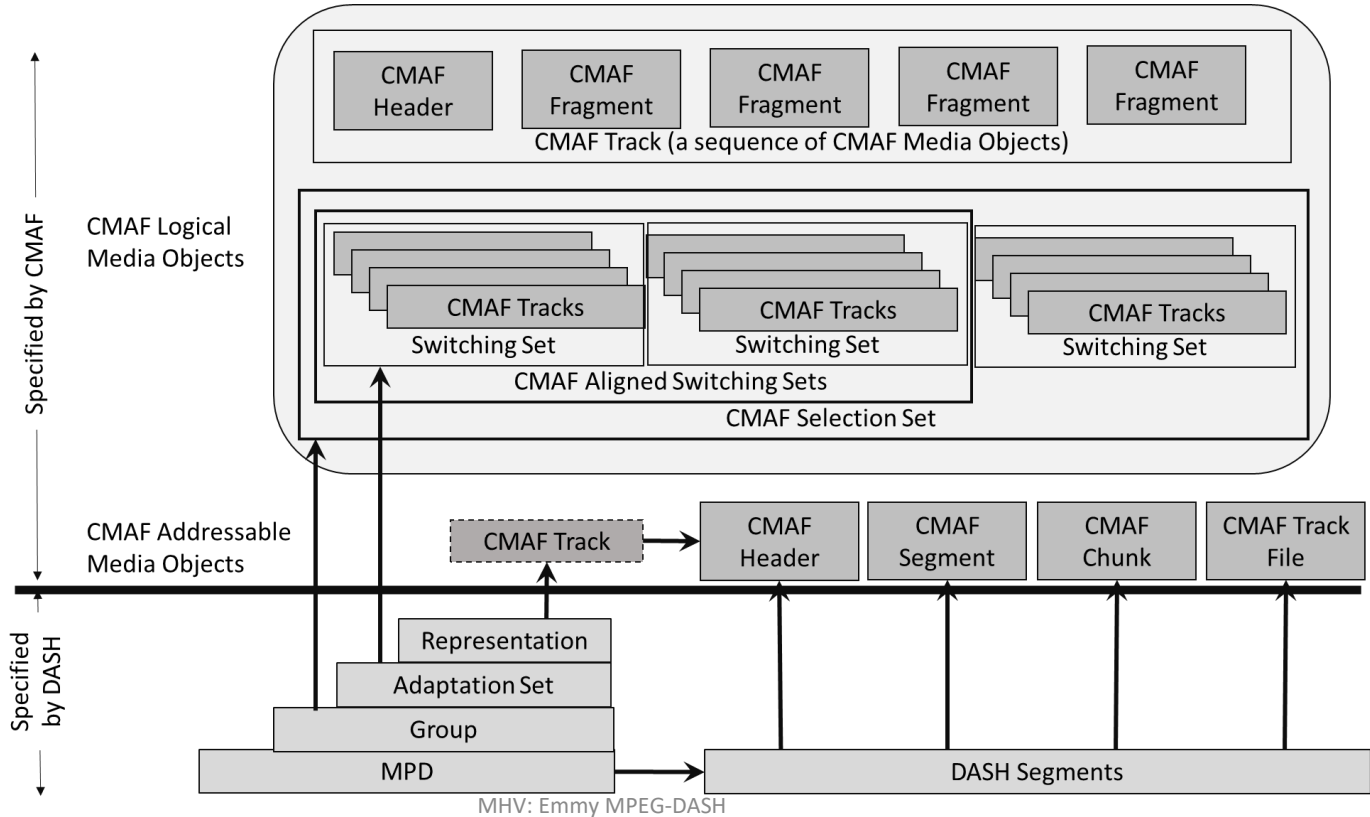 CMAF
Header
CMAF
Fragment
CMAF
Fragment
CMAF
Fragment
CMAF
Fragment
CMAF Track (a sequence of CMAF Media Objects)
Specified by CMAF
CMAF Logical
Media Objects
CMAF Tracks
Switching Set
CMAF Tracks
Switching Set
CMAF Tracks
Switching Set
CMAF Aligned Switching Sets
CMAF Selection Set
CMAF Addressable
Media Objects
CMAF Track
CMAF
Header
CMAF
Segment
CMAF
Chunk
CMAF Track
File
Specified
by DASH
Representation
Adaptation Set
Group
MPD
DASH Segments
MHV: Emmy MPEG-DASH